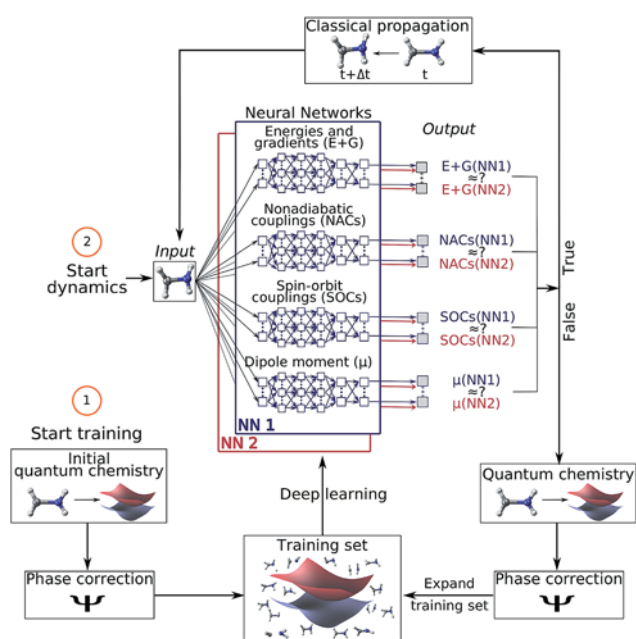 Classical propagation
t+Δt
t
Neural Networks
Output
Energies and
gradients (E+G)
E+G(NN1)
≈?
E+G(NN2)
Nonadiabatic
couplings (NACs)
NACs(NN1)
≈?
NACs(NN2)
2
Start
dynamics
Input
Spin-orbit
couplings (SOCs)
SOCs(NN1)
≈?
SOCs(NN2)
True
False
Dipole moment (μ)
μ(NN1)
≈?
μ(NN2)
NN 1
NN 2
1
Start training
Initial
quantum chemistry
Deep learning
Quantum chemistry
Phase correction
Ψ
Training set
Expand
training set
Phase correction
Ψ